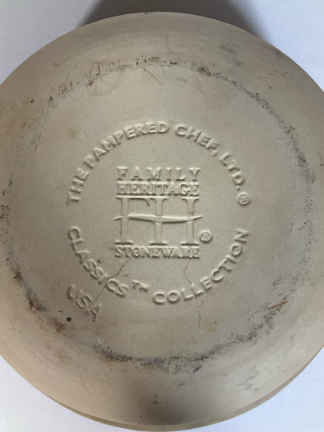 THE PAMPERED CHEF, LTD.®
FAMILY
HERITAGE
FH®
STONEWARE
CLASSICS™ COLLECTION
USA